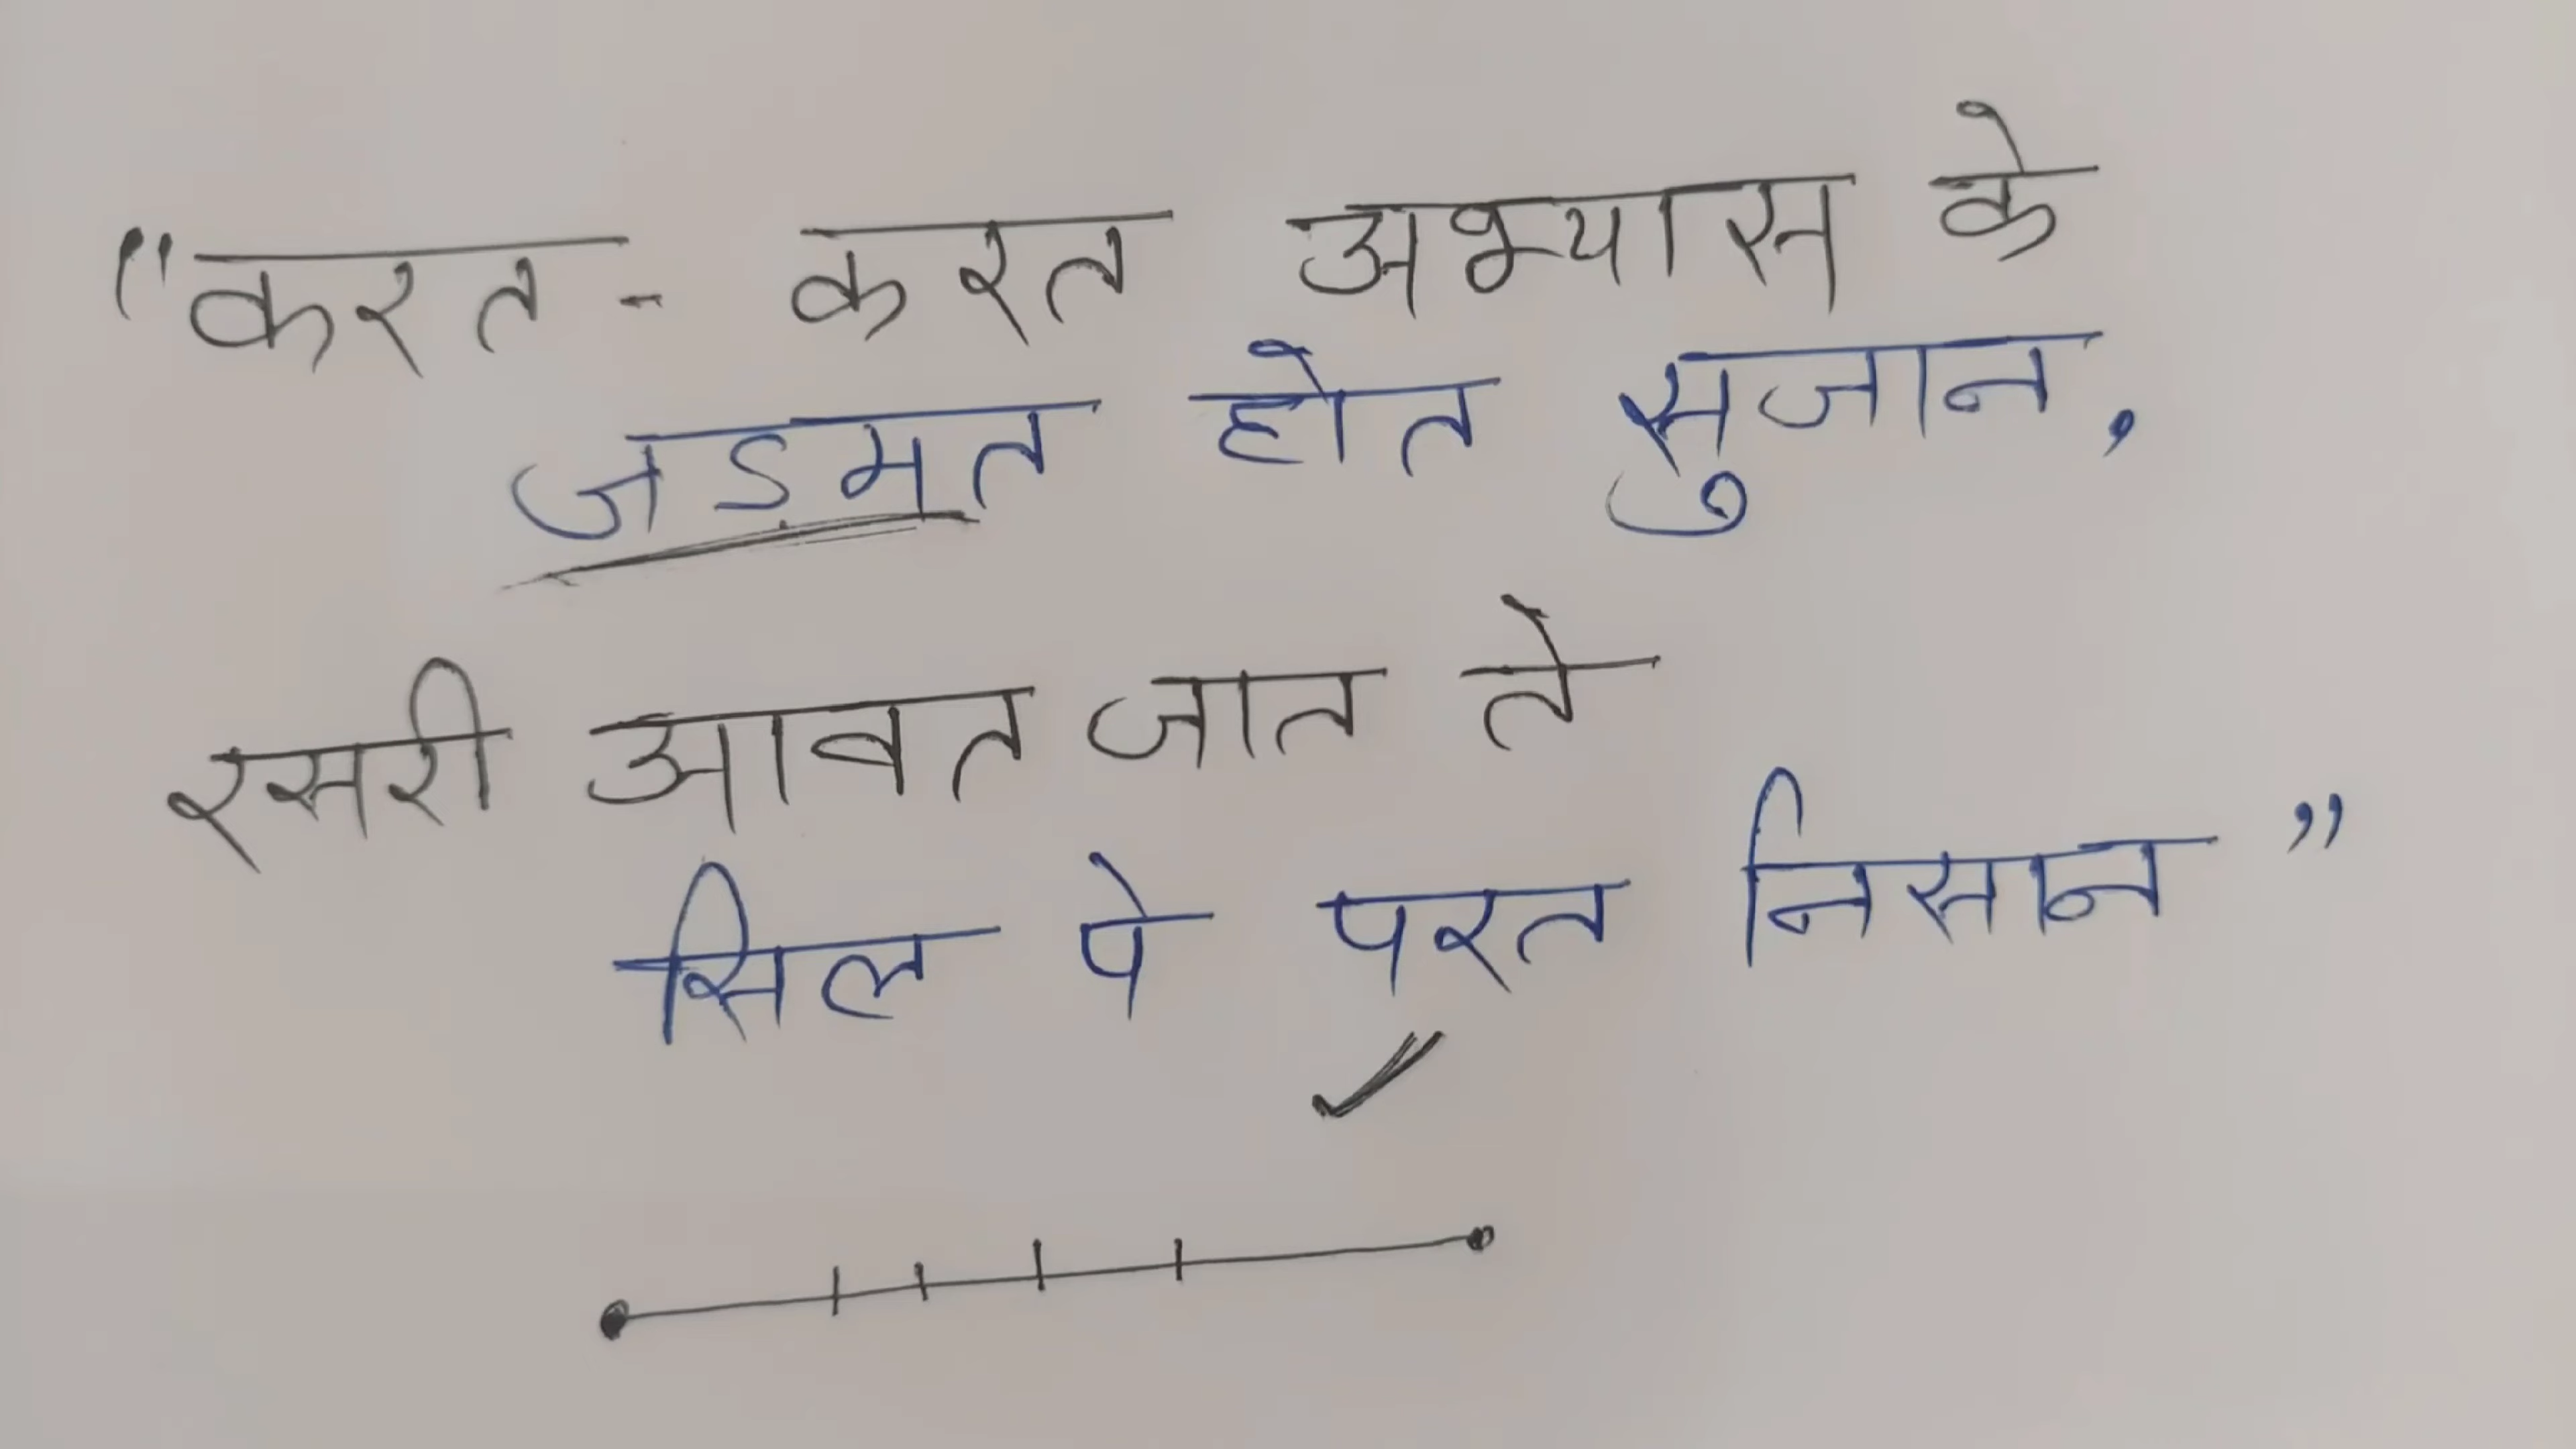 "करत - करत अभ्यास के
जड़मत होत सुजान,
रसरी आवत जात ते
सिल पे परत निसान"